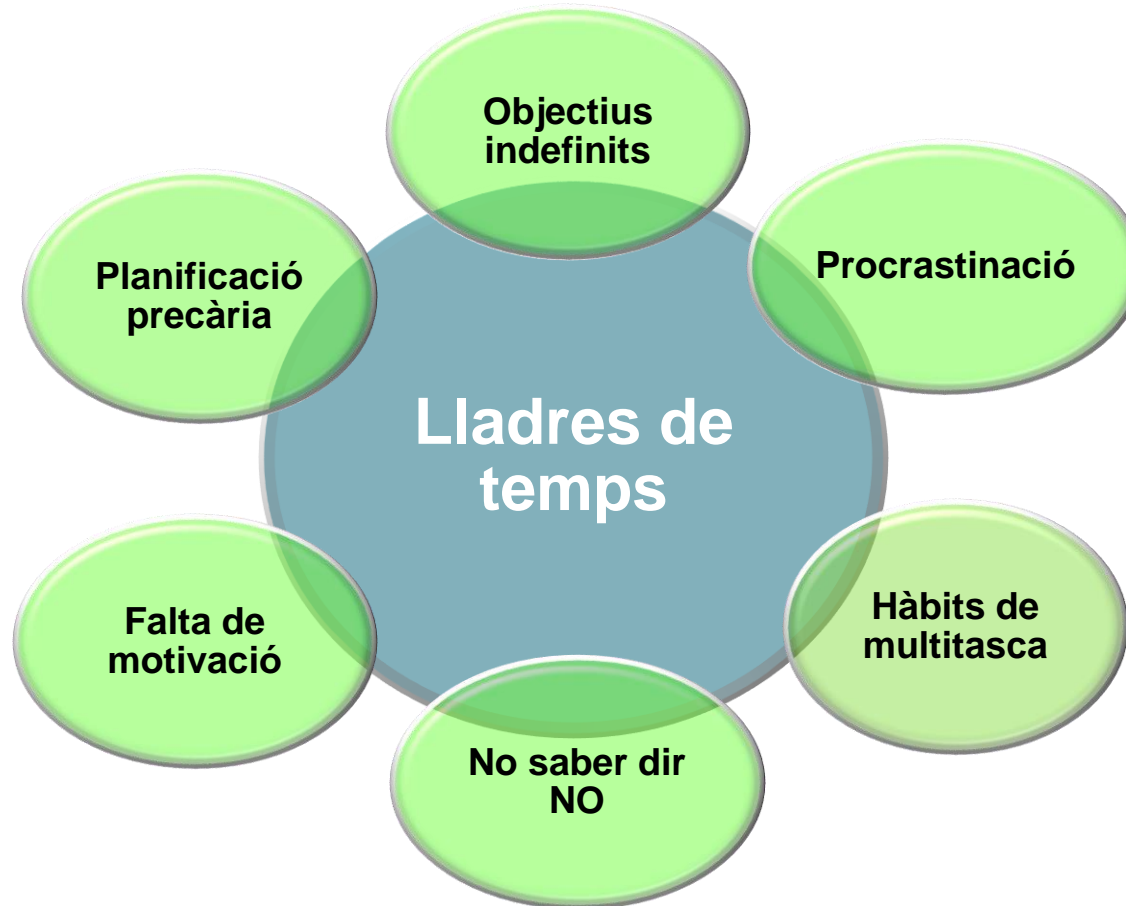 Objectius
indefinits
Procrastinació
Planificació
precària
Lladres de
temps
Hàbits de
multitasca
Falta de
motivació
No saber dir
NO